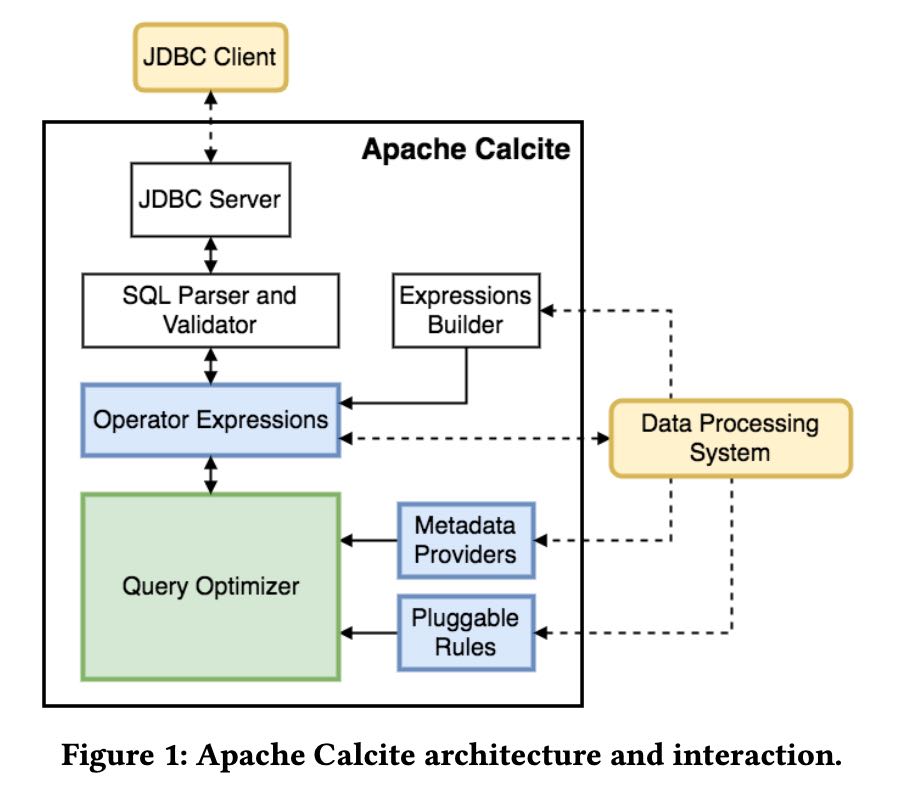 JDBC Client
Apache Calcite
JDBC Server
SQL Parser and
Validator
Expressions
Builder
Operator Expressions
Data Processing
System
Metadata
Providers
Query Optimizer
Pluggable
Rules
Figure 1: Apache Calcite architecture and interaction.